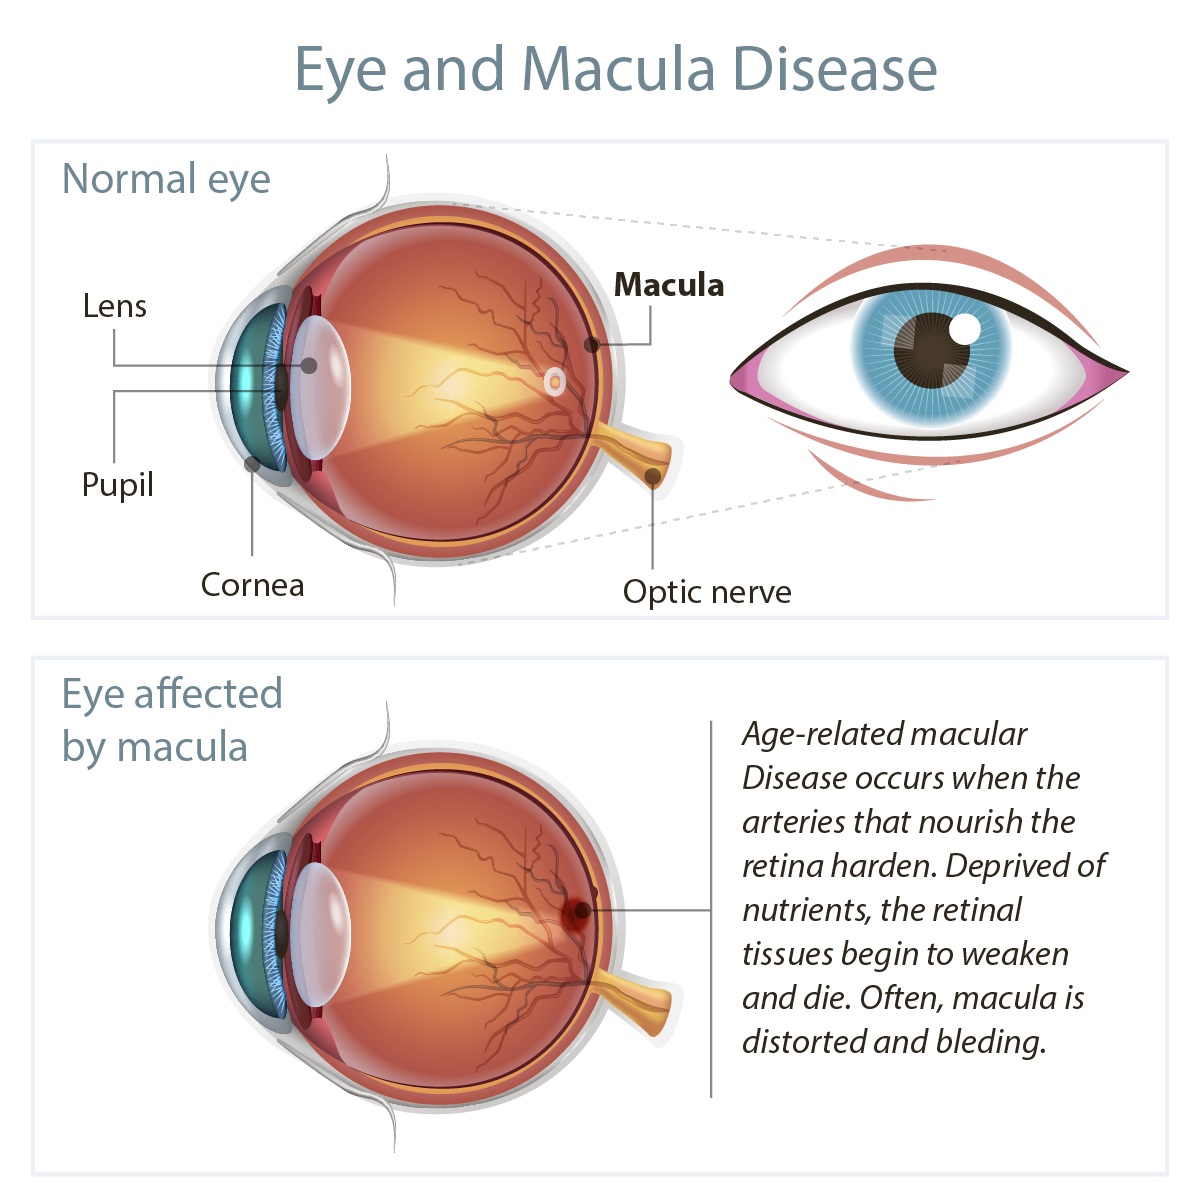 Eye and Macula Disease
Normal eye
Lens
Macula
Pupil
Cornea
Optic nerve
Eye affected
by macula
Age-related macular
Disease occurs when the
arteries that nourish the
retina harden. Deprived of
nutrients, the retinal
tissues begin to weaken
and die. Often, macula is
distorted and bleding.